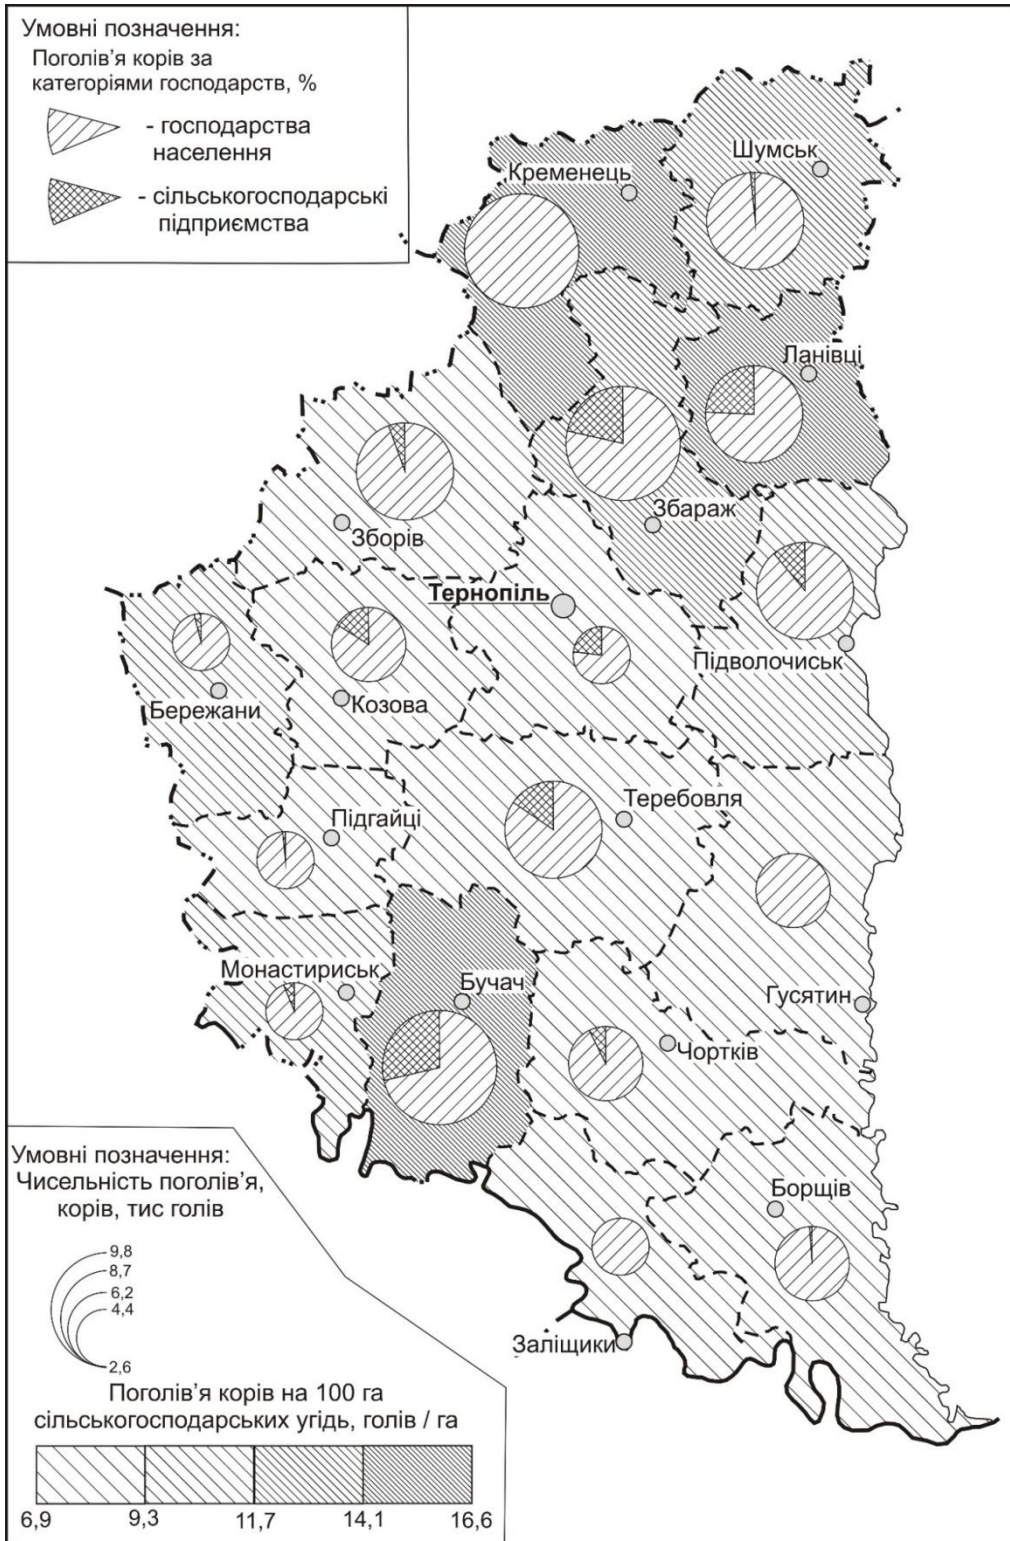 Умовні позначення:
Поголів’я корів за
категоріями господарств, %
- господарства
населення
- сільськогосподарські
підприємства
Шумськ
Кременець
Ланівці
Збараж
Зборів
Тернопіль
Підволочиськ
Бережани
Козова
Теребовля
Підгайці
Монастириськ
Бучач
Гусятин
Чортків
Борщів
Заліщики
Умовні позначення:
Чисельність поголів’я,
корів, тис голів
9,8
8,7
6,2
4,4
2,6
Поголів’я корів на 100 га
сільськогосподарських угідь, голів / га
6,9 9,3 11,7 14,1 16,6